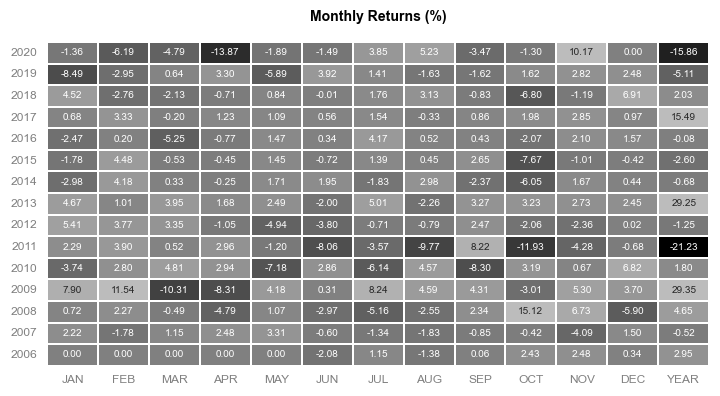 Monthly Returns (%)
2020 -1.36 -6.19 -4.79 -13.87 -1.89 -1.49 3.85 5.23 -3.47 -1.30 10.17 0.00 -15.86
2019 -8.49 -2.95 0.64 3.30 -5.89 3.92 1.41 -1.63 -1.62 1.62 2.82 2.48 -5.11
2018 4.52 -2.76 -2.13 -0.71 0.84 -0.01 1.76 3.13 -0.83 -6.80 -1.19 6.91 2.03
2017 0.68 3.33 -0.20 1.23 1.09 0.56 1.54 -0.33 0.86 1.98 2.85 0.97 15.49
2016 -2.47 0.20 -5.25 -0.77 1.47 0.34 4.17 0.52 0.43 -2.07 2.10 1.57 -0.08
2015 -1.78 4.48 -0.53 -0.45 1.45 -0.72 1.39 0.45 2.65 -7.67 -1.01 -0.42 -2.60
2014 -2.98 4.18 0.33 -0.25 1.71 1.95 -1.83 2.98 -2.37 -6.05 1.67 0.44 -0.68
2013 4.67 1.01 3.95 1.68 2.49 -2.00 5.01 -2.26 3.27 3.23 2.73 2.45 29.25
2012 5.41 3.77 3.35 -1.05 -4.94 -3.80 -0.71 -0.79 2.47 -2.06 -2.36 0.02 -1.25
2011 2.29 3.90 0.52 2.96 -1.20 -8.06 -3.57 -9.77 8.22 -11.93 -4.28 -0.68 -21.23
2010 -3.74 2.80 4.81 2.94 -7.18 2.86 -6.14 4.57 -8.30 3.19 0.67 6.82 1.80
2009 7.90 11.54 -10.31 -8.31 4.18 0.31 8.24 4.59 4.31 -3.01 5.30 3.70 29.35
2008 0.72 2.27 -0.49 -4.79 1.07 -2.97 -5.16 -2.55 2.34 15.12 6.73 -5.90 4.65
2007 2.22 -1.78 1.15 2.48 3.31 -0.60 -1.34 -1.83 -0.85 -0.42 -4.09 1.50 -0.52
2006 0.00 0.00 0.00 0.00 0.00 -2.08 1.15 -1.38 0.06 2.43 2.48 0.34 2.95
JAN FEB MAR APR MAY JUN JUL AUG SEP OCT NOV DEC YEAR